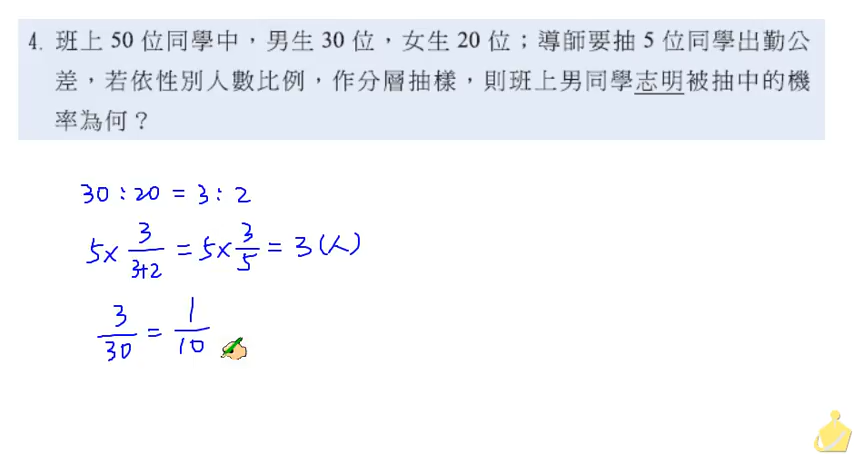 4. 班上 50 位同學中，男生 30 位，女生 20 位；導師要抽 5 位同學出勤公
差，若依性別人數比例，作分層抽樣，則班上男同學志明被抽中的機
率為何？
30 : 20 = 3 : 2
5 × 3/(3+2) = 5 × 3/5 = 3 (人)
3/30 = 1/10